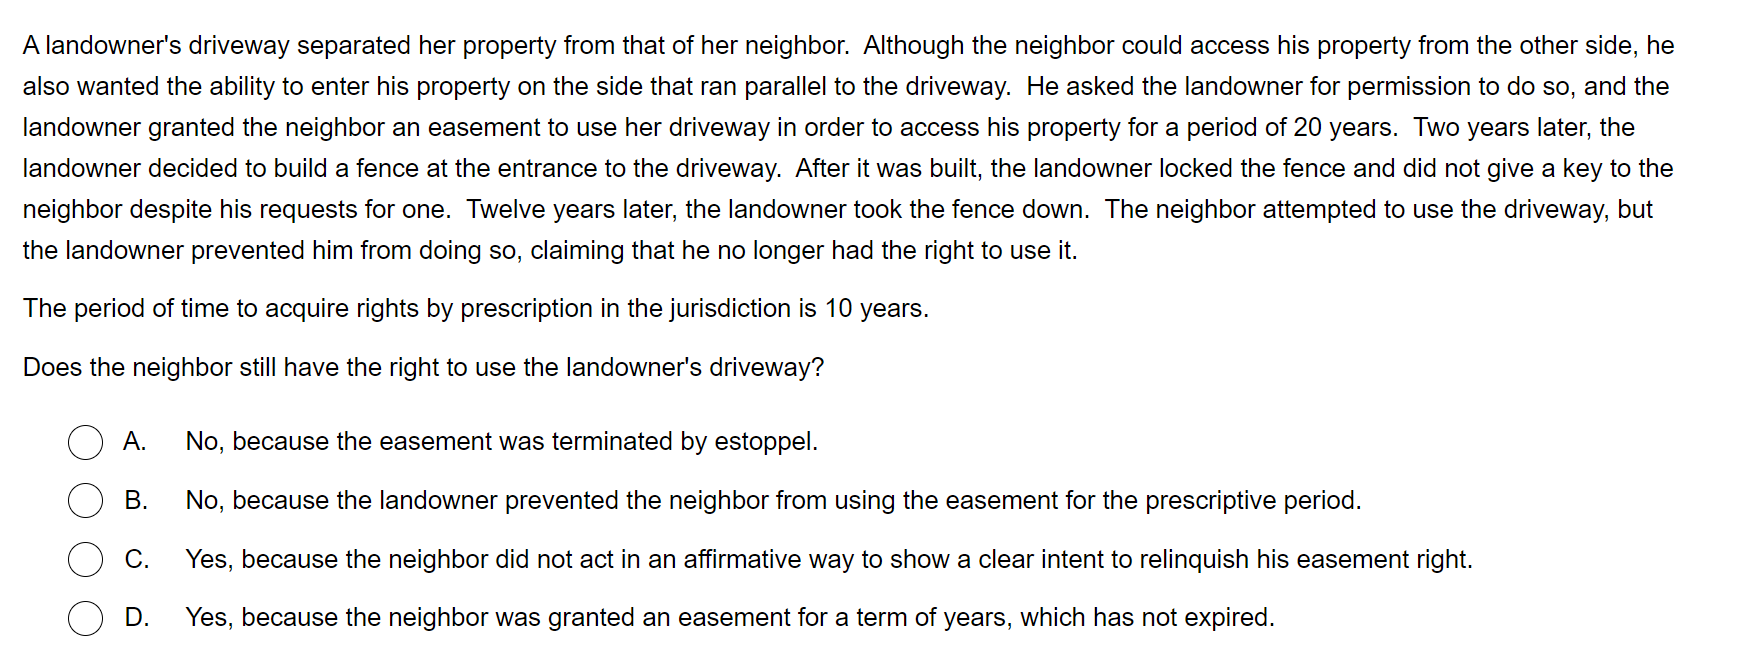 A landowner's driveway separated her property from that of her neighbor.  Although the neighbor could access his property from the other side, he
also wanted the ability to enter his property on the side that ran parallel to the driveway.  He asked the landowner for permission to do so, and the
landowner granted the neighbor an easement to use her driveway in order to access his property for a period of 20 years.  Two years later, the
landowner decided to build a fence at the entrance to the driveway.  After it was built, the landowner locked the fence and did not give a key to the
neighbor despite his requests for one.  Twelve years later, the landowner took the fence down.  The neighbor attempted to use the driveway, but
the landowner prevented him from doing so, claiming that he no longer had the right to use it.
The period of time to acquire rights by prescription in the jurisdiction is 10 years.
Does the neighbor still have the right to use the landowner's driveway?
A. No, because the easement was terminated by estoppel.
B. No, because the landowner prevented the neighbor from using the easement for the prescriptive period.
C. Yes, because the neighbor did not act in an affirmative way to show a clear intent to relinquish his easement right.
D. Yes, because the neighbor was granted an easement for a term of years, which has not expired.